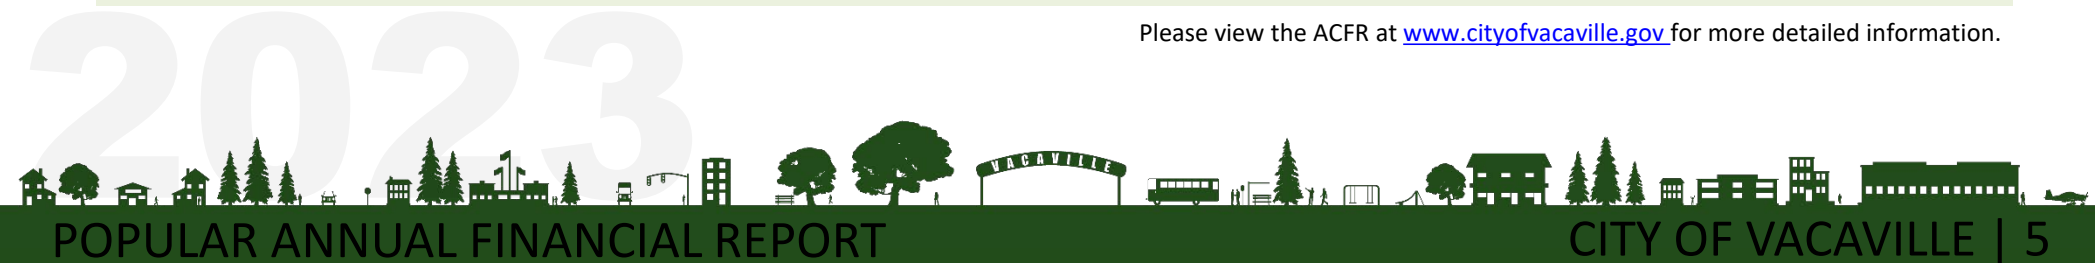 Please view the ACFR at www.cityofvacaville.gov for more detailed information.
2023
VACAVILLE
POPULAR ANNUAL FINANCIAL REPORT
CITY OF VACAVILLE | 5